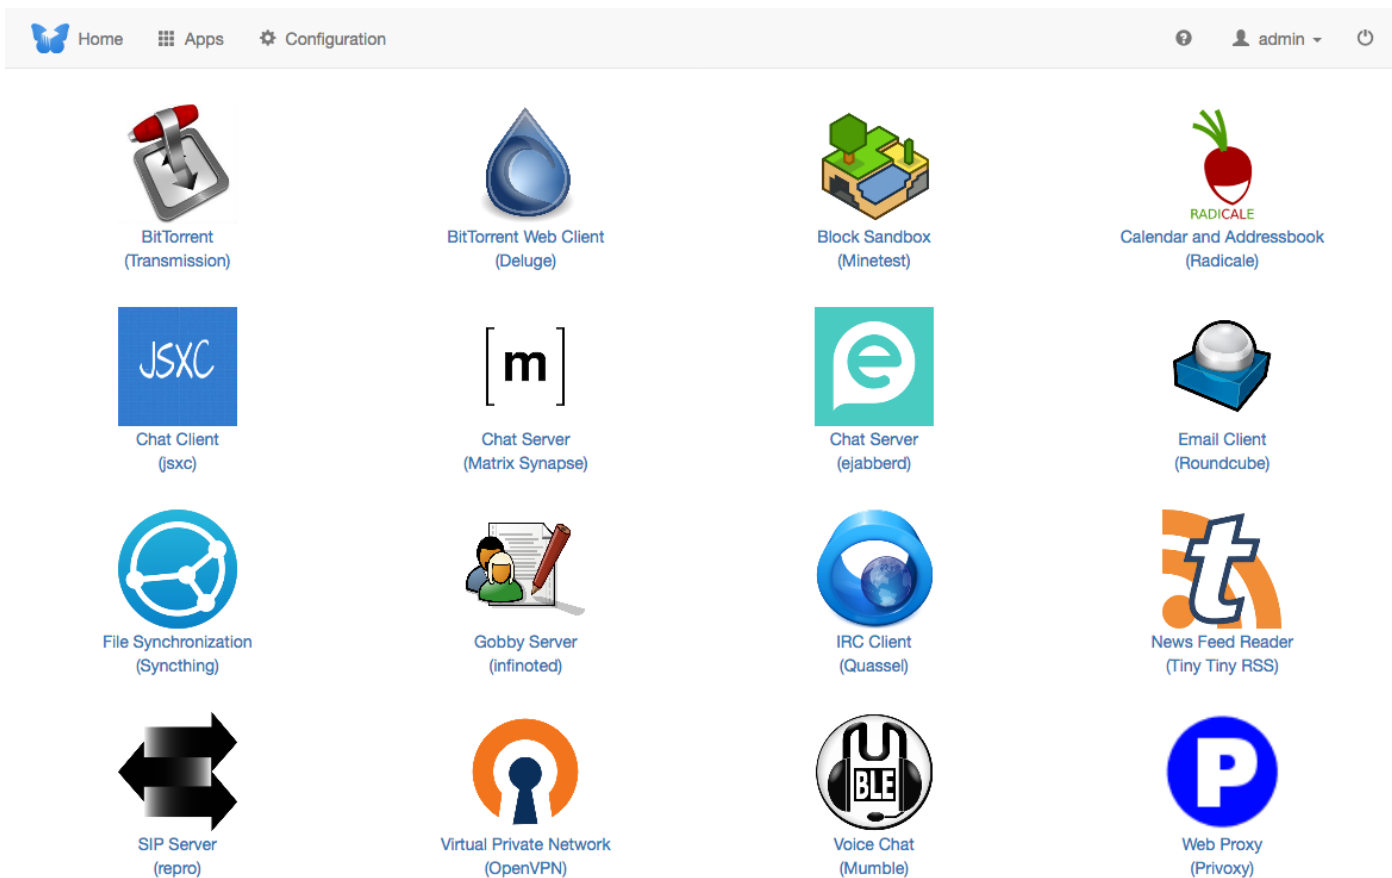 Home Apps Configuration admin
BitTorrent
(Transmission)
BitTorrent Web Client
(Deluge)
Block Sandbox
(Minetest)
RADICALE
Calendar and Addressbook
(Radicale)
JSXC
Chat Client
(jsxc)
[m]
Chat Server
(Matrix Synapse)
e
Chat Server
(ejabberd)
Email Client
(Roundcube)
File Synchronization
(Syncthing)
Gobby Server
(infinoted)
IRC Client
(Quassel)
t
News Feed Reader
(Tiny Tiny RSS)
SIP Server
(repro)
Virtual Private Network
(OpenVPN)
BLE
Voice Chat
(Mumble)
P
Web Proxy
(Privoxy)